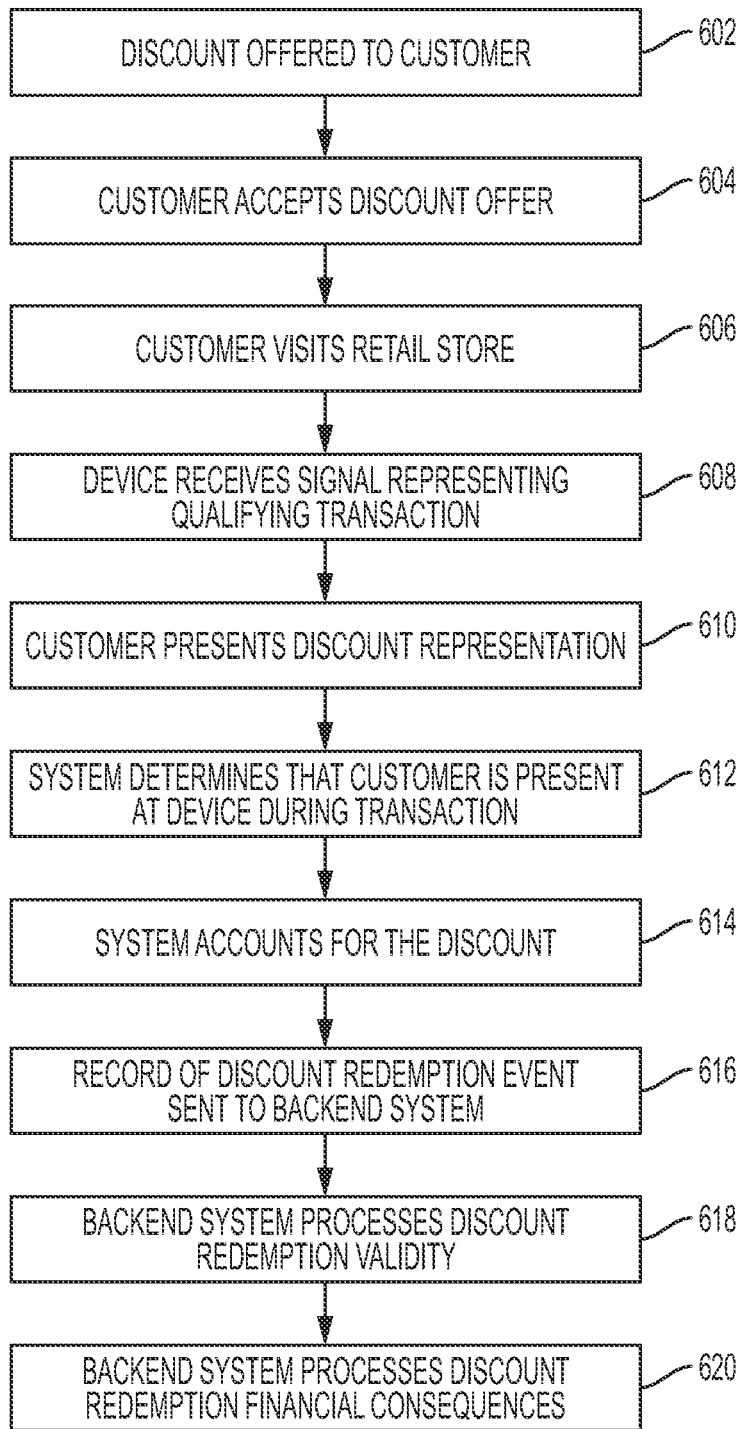 DISCOUNT OFFERED TO CUSTOMER
602
CUSTOMER ACCEPTS DISCOUNT OFFER
604
CUSTOMER VISITS RETAIL STORE
606
DEVICE RECEIVES SIGNAL REPRESENTING
QUALIFYING TRANSACTION
608
CUSTOMER PRESENTS DISCOUNT REPRESENTATION
610
SYSTEM DETERMINES THAT CUSTOMER IS PRESENT
AT DEVICE DURING TRANSACTION
612
SYSTEM ACCOUNTS FOR THE DISCOUNT
614
RECORD OF DISCOUNT REDEMPTION EVENT
SENT TO BACKEND SYSTEM
616
BACKEND SYSTEM PROCESSES DISCOUNT
REDEMPTION VALIDITY
618
BACKEND SYSTEM PROCESSES DISCOUNT
REDEMPTION FINANCIAL CONSEQUENCES
620